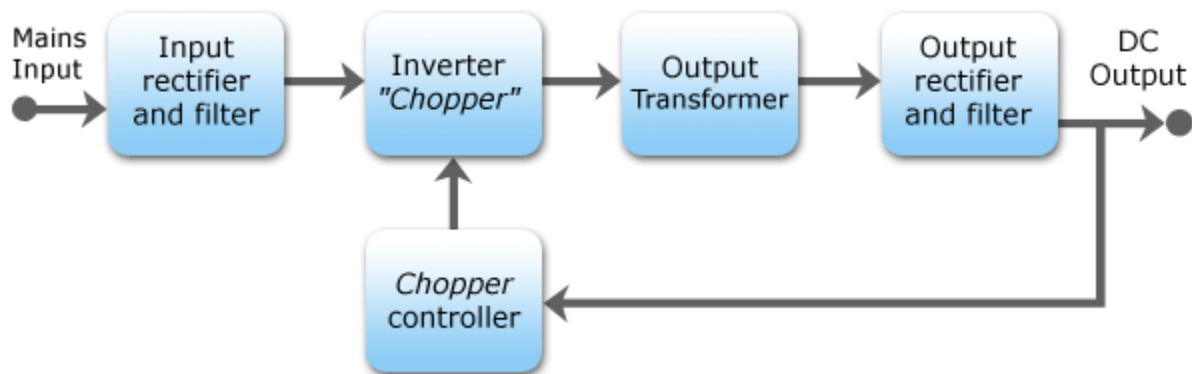 Mains
Input
Input
rectifier
and filter
Inverter
"Chopper"
Output
Transformer
Output
rectifier
and filter
DC
Output
Chopper
controller